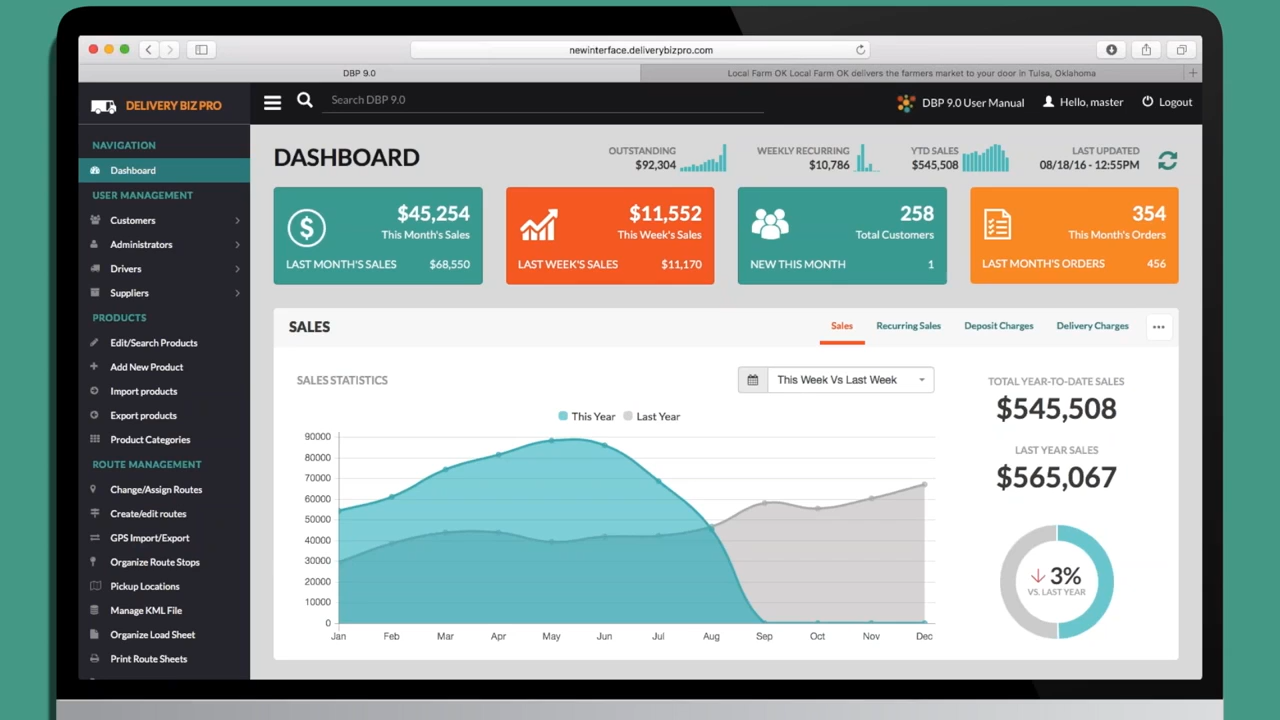 newinterface.deliverybizpro.com
DBP 9.0
Local Farm OK Local Farm OK delivers the farmers market to your door in Tulsa, Oklahoma
DELIVERY BIZ PRO
Search DBP 9.0
DBP 9.0 User Manual
Hello, master
Logout
NAVIGATION
Dashboard
USER MANAGEMENT
Customers
Administrators
Drivers
Suppliers
PRODUCTS
Edit/Search Products
Add New Product
Import products
Export products
Product Categories
ROUTE MANAGEMENT
Change/Assign Routes
Create/edit routes
GPS Import/Export
Organize Route Stops
Pickup Locations
Manage KML File
Organize Load Sheet
Print Route Sheets
DASHBOARD
OUTSTANDING
$92,304
WEEKLY RECURRING
$10,786
YTD SALES
$545,508
LAST UPDATED
08/18/16 - 12:55PM
$45,254
This Month's Sales
LAST MONTH'S SALES $68,550
$11,552
This Week's Sales
LAST WEEK'S SALES $11,170
258
Total Customers
NEW THIS MONTH 1
354
This Month's Orders
LAST MONTH'S ORDERS 456
SALES
Sales
Recurring Sales
Deposit Charges
Delivery Charges
SALES STATISTICS
This Week Vs Last Week
This Year Last Year
90000
80000
70000
60000
50000
40000
30000
20000
10000
0
Jan Feb Mar Apr May Jun Jul Aug Sep Oct Nov Dec
TOTAL YEAR-TO-DATE SALES
$545,508
LAST YEAR SALES
$565,067
3%
VS. LAST YEAR